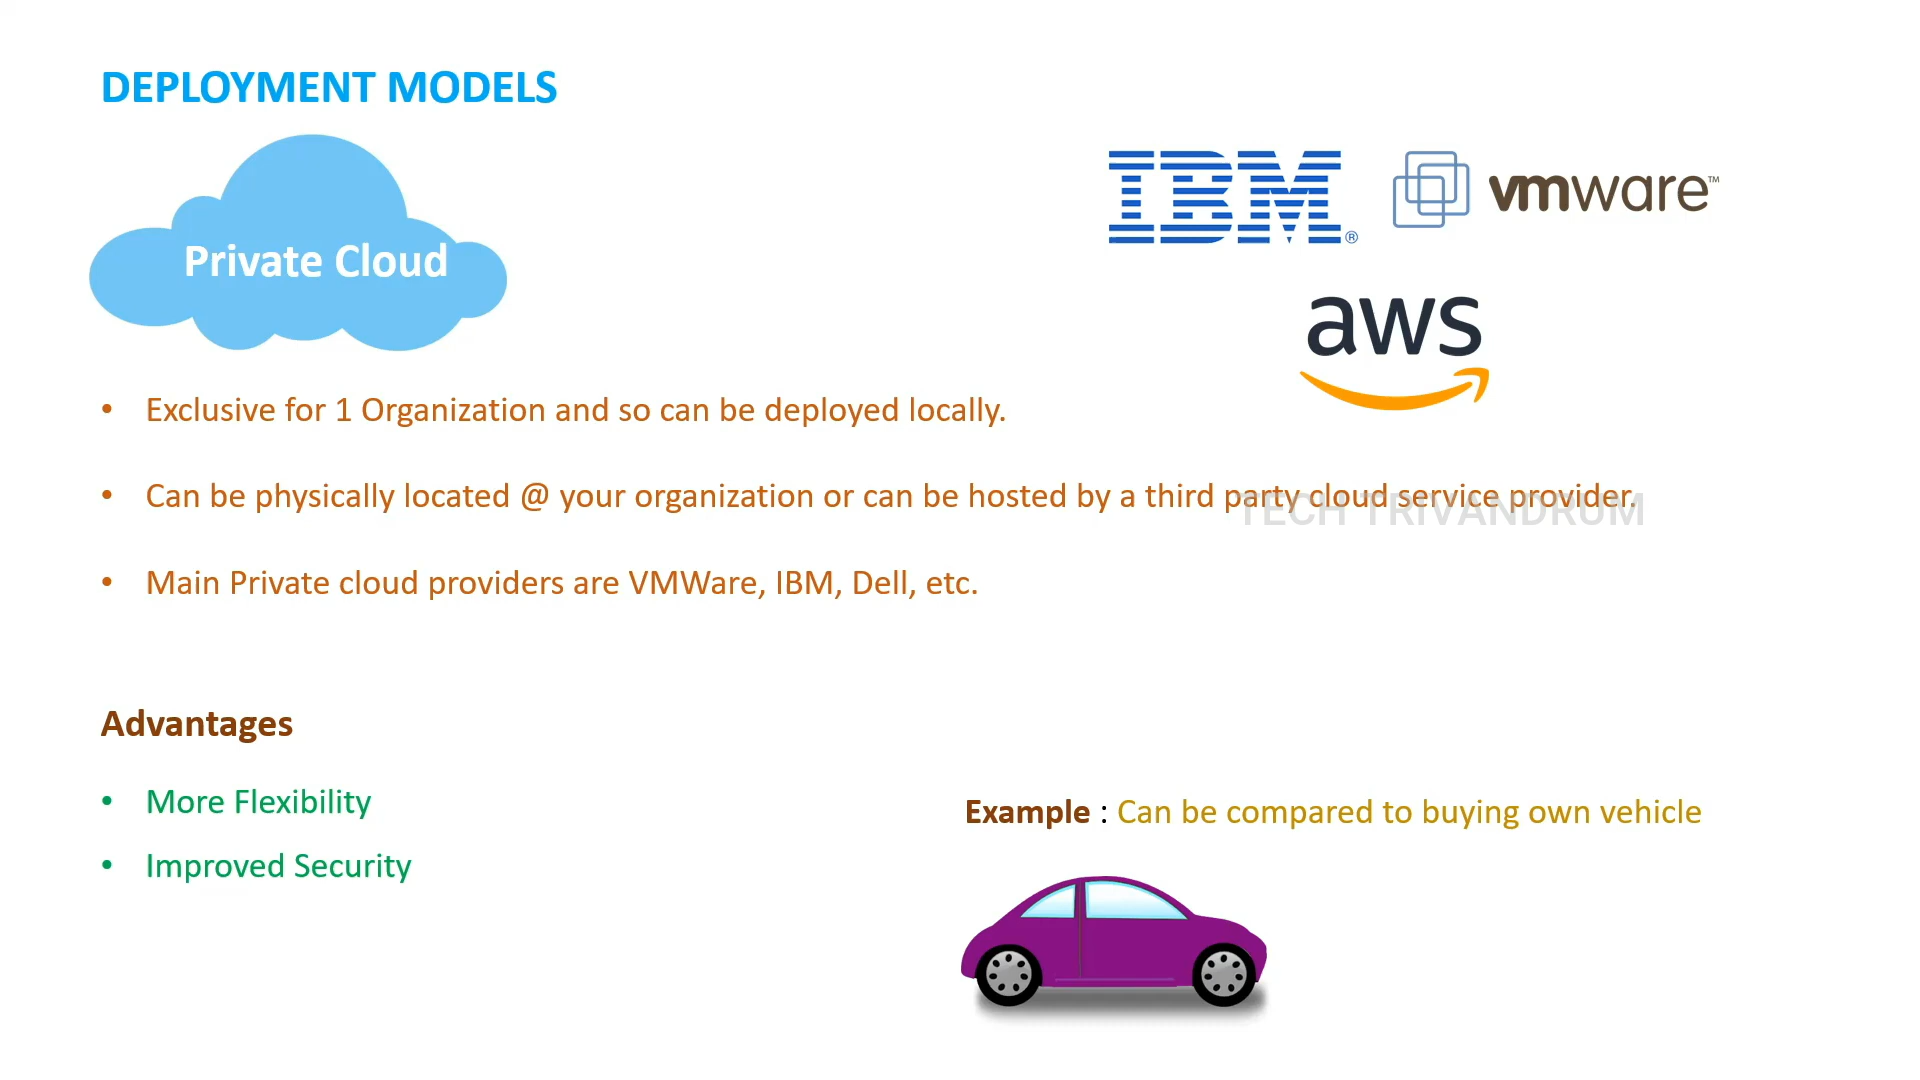 DEPLOYMENT MODELS
Private Cloud
IBM®
vmware™
aws
• Exclusive for 1 Organization and so can be deployed locally.
• Can be physically located @ your organization or can be hosted by a third party cloud service provider.
TECH TRIVANDRUM
• Main Private cloud providers are VMWare, IBM, Dell, etc.
Advantages
• More Flexibility
• Improved Security
Example : Can be compared to buying own vehicle